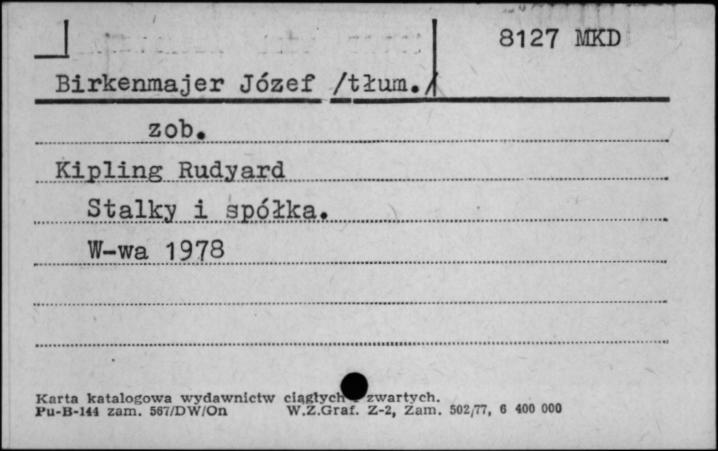 8127 MKD
Birkenmajer Józef /tłum./
zob.
Kipling Rudyard
Stalky i spółka.
W-wa 1978
Karta katalogowa wydawnictw ciągłych i zwartych.
Pu-B-144 zam. 567/DW/On W.Z.Graf. Z-2, Zam. 502/77, 6 400 000